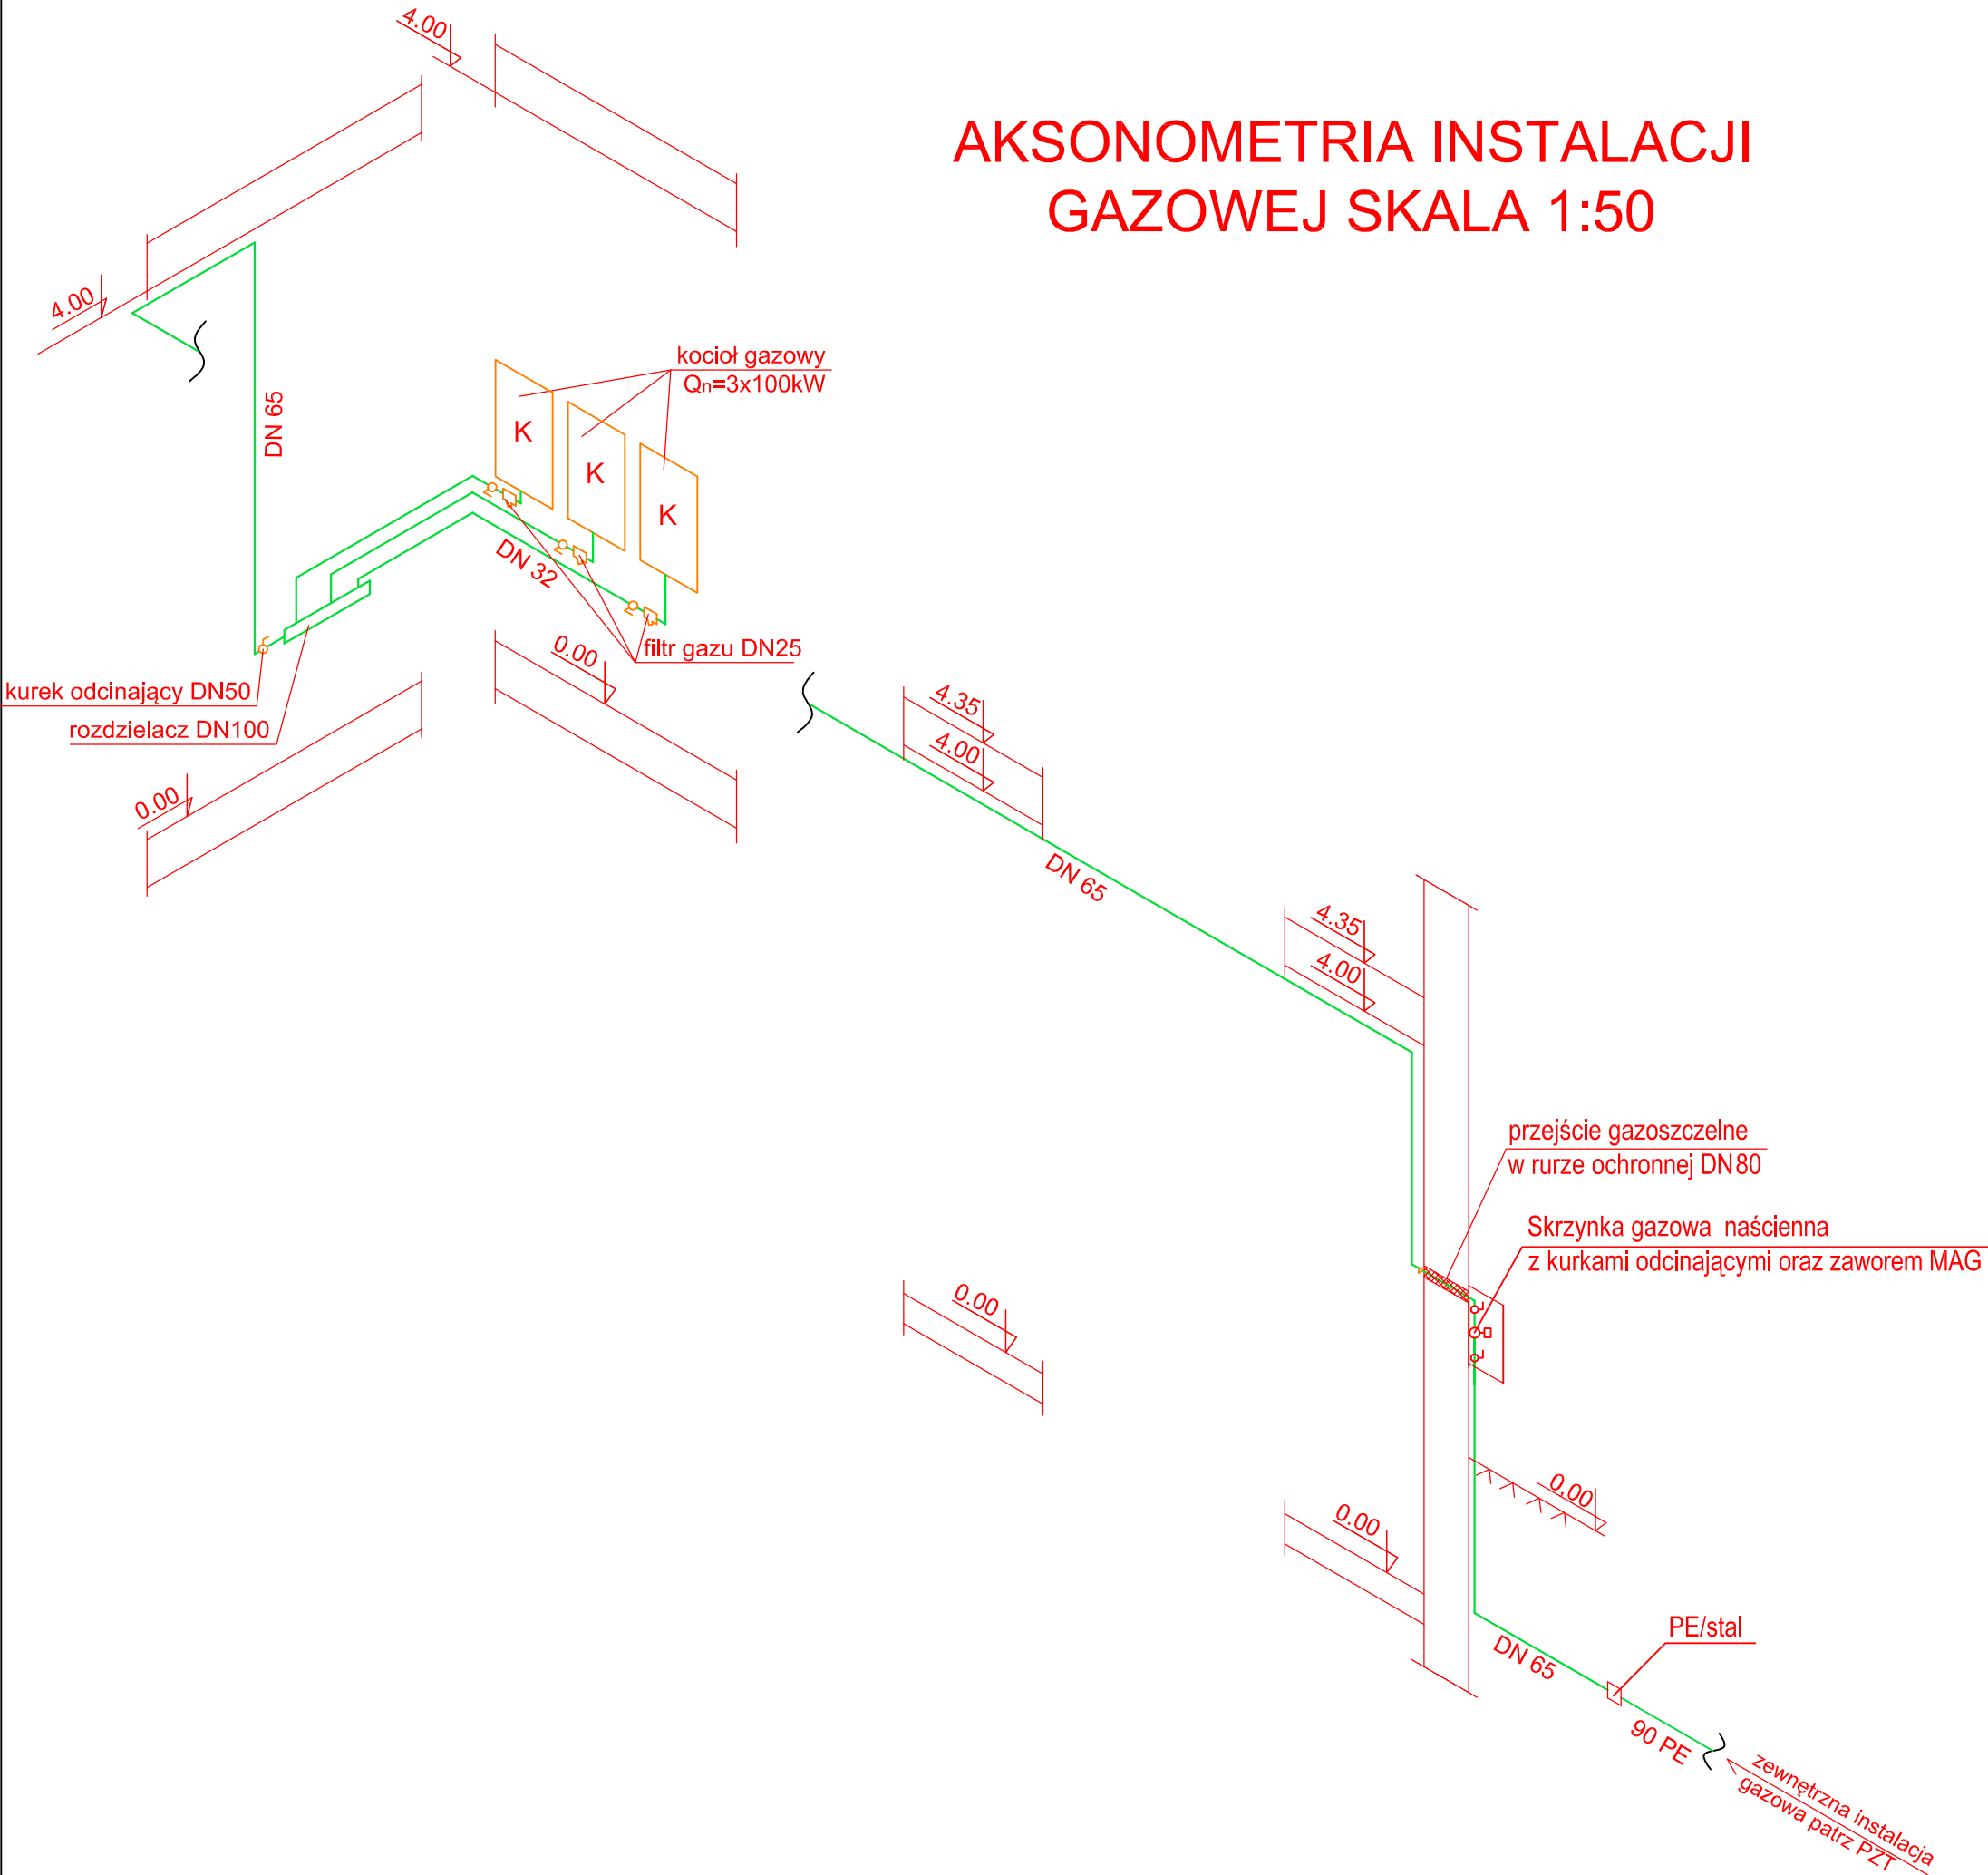 4.00
AKSONOMETRIA INSTALACJI
GAZOWEJ SKALA 1:50
4.00
kocioł gazowy
Qn=3x100kW
DN 65
K
K
K
DN 32
filtr gazu DN25
0.00
kurek odcinający DN50
rozdzielacz DN100
0.00
4.35
4.00
DN 65
4.35
4.00
przejście gazoszczelne
w rurze ochronnej DN80
Skrzynka gazowa naścienna
z kurkami odcinającymi oraz zaworem MAG
0.00
0.00
0.00
PE/stal
DN 65
90 PE
zewnętrzna instalacja
gazowa patrz PZT